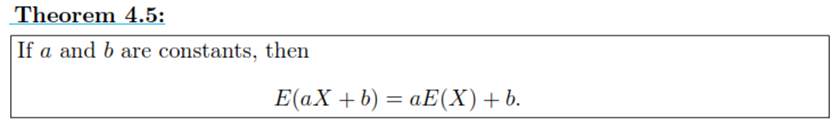 Theorem 4.5:
If a and b are constants, then
E(aX + b) = aE(X) + b.